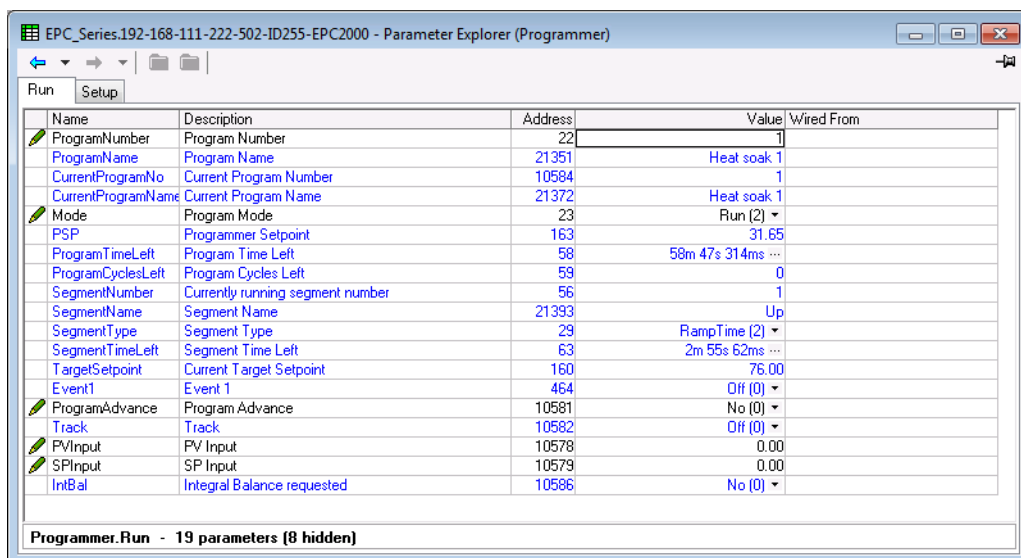 EPC_Series.192-168-111-222-502-ID255-EPC2000 - Parameter Explorer (Programmer)
Run Setup
Name Description Address Value Wired From
ProgramNumber Program Number 22 1
ProgramName Program Name 21351 Heat soak 1
CurrentProgramNo Current Program Number 10584 1
CurrentProgramName Current Program Name 21372 Heat soak 1
Mode Program Mode 23 Run (2)
PSP Programmer Setpoint 163 31.65
ProgramTimeLeft Program Time Left 58 58m 47s 314ms ...
ProgramCyclesLeft Program Cycles Left 59 0
SegmentNumber Currently running segment number 56 1
SegmentName Segment Name 21393 Up
SegmentType Segment Type 29 RampTime (2)
SegmentTimeLeft Segment Time Left 63 2m 55s 62ms ...
TargetSetpoint Current Target Setpoint 160 76.00
Event1 Event 1 464 Off (0)
ProgramAdvance Program Advance 10581 No (0)
Track Track 10582 Off (0)
PVInput PV Input 10578 0.00
SPInput SP Input 10579 0.00
IntBal Integral Balance requested 10586 No (0)
Programmer.Run - 19 parameters (8 hidden)